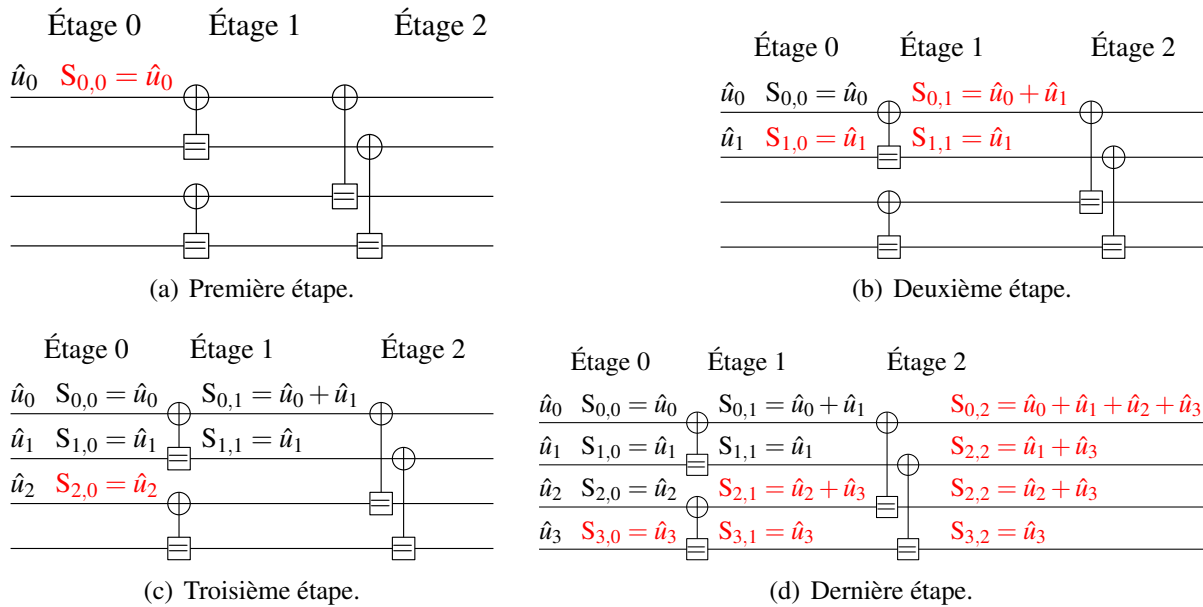 Étage 0 Étage 1 Étage 2
û₀ S₀,₀ = û₀
(a) Première étape.
Étage 0 Étage 1 Étage 2
û₀ S₀,₀ = û₀ S₀,₁ = û₀ + û₁
û₁ S₁,₀ = û₁ S₁,₁ = û₁
(b) Deuxième étape.
Étage 0 Étage 1 Étage 2
û₀ S₀,₀ = û₀ S₀,₁ = û₀ + û₁
û₁ S₁,₀ = û₁ S₁,₁ = û₁
û₂ S₂,₀ = û₂
(c) Troisième étape.
Étage 0 Étage 1 Étage 2
û₀ S₀,₀ = û₀ S₀,₁ = û₀ + û₁ S₀,₂ = û₀ + û₁ + û₂ + û₃
û₁ S₁,₀ = û₁ S₁,₁ = û₁ S₂,₂ = û₁ + û₃
û₂ S₂,₀ = û₂ S₂,₁ = û₂ + û₃ S₂,₂ = û₂ + û₃
û₃ S₃,₀ = û₃ S₃,₁ = û₃ S₃,₂ = û₃
(d) Dernière étape.